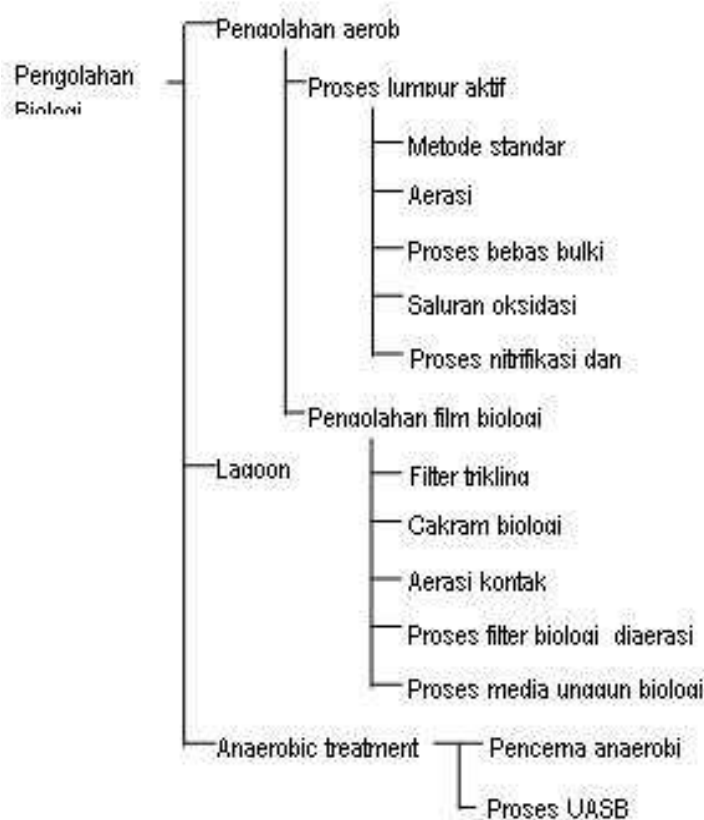 Pengolahan aerob
Pengolahan
Biologi
Proses lumpur aktif
Metode standar
Aerasi
Proses bebas bulki
Saluran oksidasi
Proses nitrifikasi dan
Pengolahan film biologi
Lagoon
Filter trikling
Cakram biologi
Aerasi kontak
Proses filter biologi diaerasi
Proses media unggun biologi
Anaerobic treatment
Pencerna anaerobi
Proses UASB